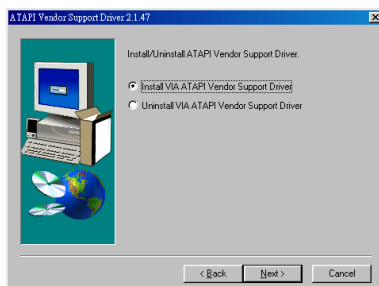 ATAPI Vendor Support Driver 2.1.47
Install/Uninstall ATAPI Vendor Support Driver.
Install VIA ATAPI Vendor Support Driver
Uninstall VIA ATAPI Vendor Support Driver
< Back
Next >
Cancel